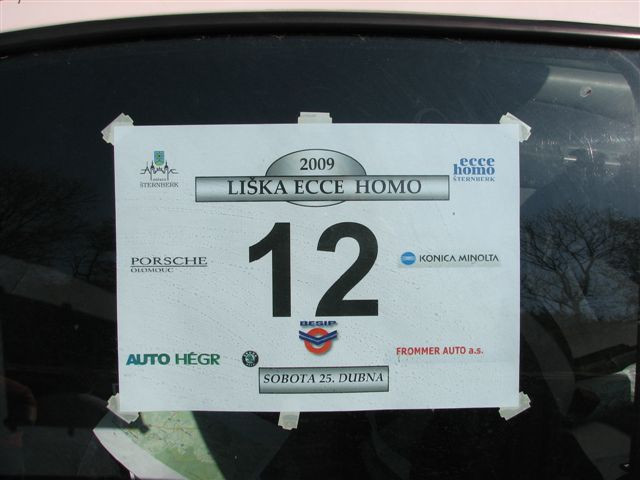 2009
LIŠKA ECCE HOMO
ŠTERNBERK
ecce
homo
ŠTERNBERK
12
PORSCHE
OLOMOUC
KONICA MINOLTA
BESIP
AUTO HÉGR
FROMMER AUTO a.s.
SOBOTA 25. DUBNA